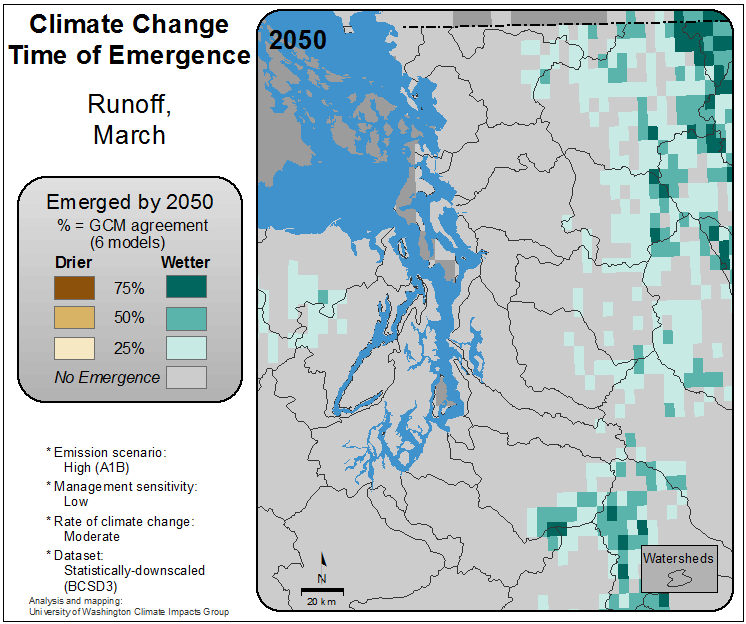 Climate Change
Time of Emergence
Runoff,
March
Emerged by 2050
% = GCM agreement
(6 models)
Drier Wetter
75%
50%
25%
No Emergence
* Emission scenario:
High (A1B)
* Management sensitivity:
Low
* Rate of climate change:
Moderate
* Dataset:
Statistically-downscaled
(BCSD3)
Analysis and mapping:
University of Washington Climate Impacts Group
2050
N
20 km
Watersheds